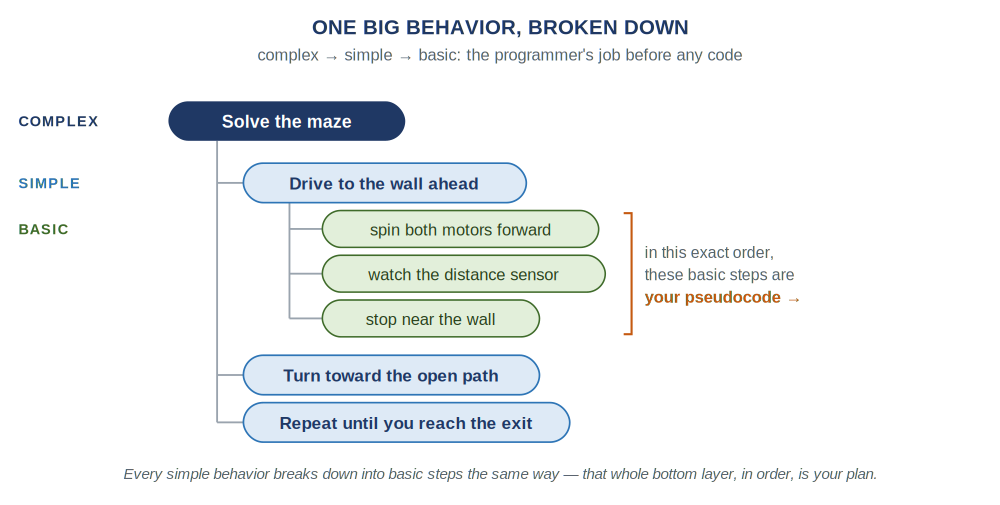 ONE BIG BEHAVIOR, BROKEN DOWN
complex → simple → basic: the programmer's job before any code
COMPLEX
Solve the maze
SIMPLE
Drive to the wall ahead
BASIC
spin both motors forward
watch the distance sensor
stop near the wall
in this exact order,
these basic steps are
your pseudocode →
Turn toward the open path
Repeat until you reach the exit
Every simple behavior breaks down into basic steps the same way — that whole bottom layer, in order, is your plan.